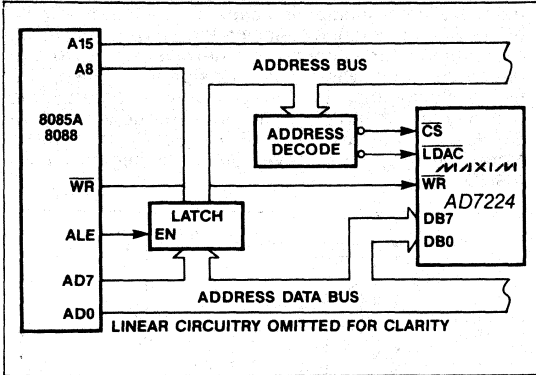 A15
A8
ADDRESS BUS
8085A
8088
ADDRESS
DECODE
CS
LDAC
MAXIM
WR
WR
AD7224
LATCH
ALE
EN
DB7
DB0
AD7
ADDRESS DATA BUS
AD0
LINEAR CIRCUITRY OMITTED FOR CLARITY